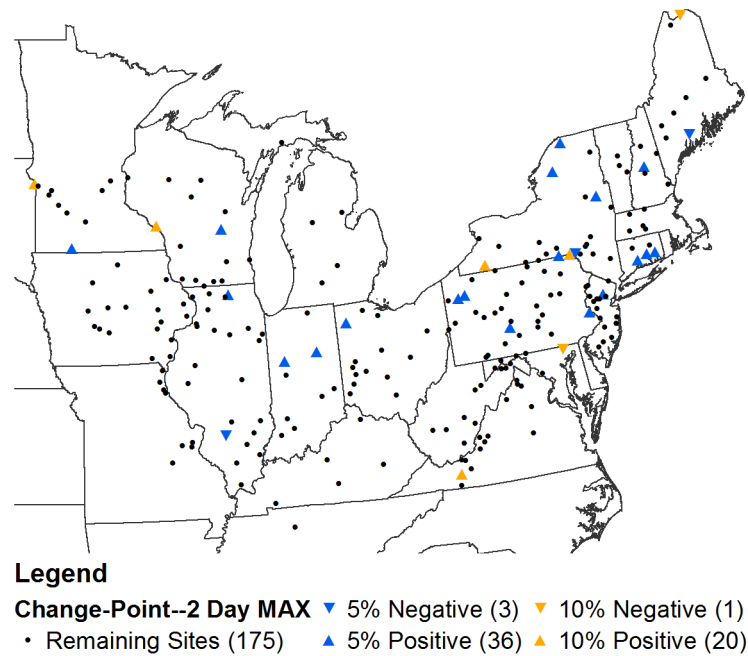 Legend
Change-Point--2 Day MAX ▼ 5% Negative (3) ▼ 10% Negative (1)
• Remaining Sites (175) ▲ 5% Positive (36) ▲ 10% Positive (20)